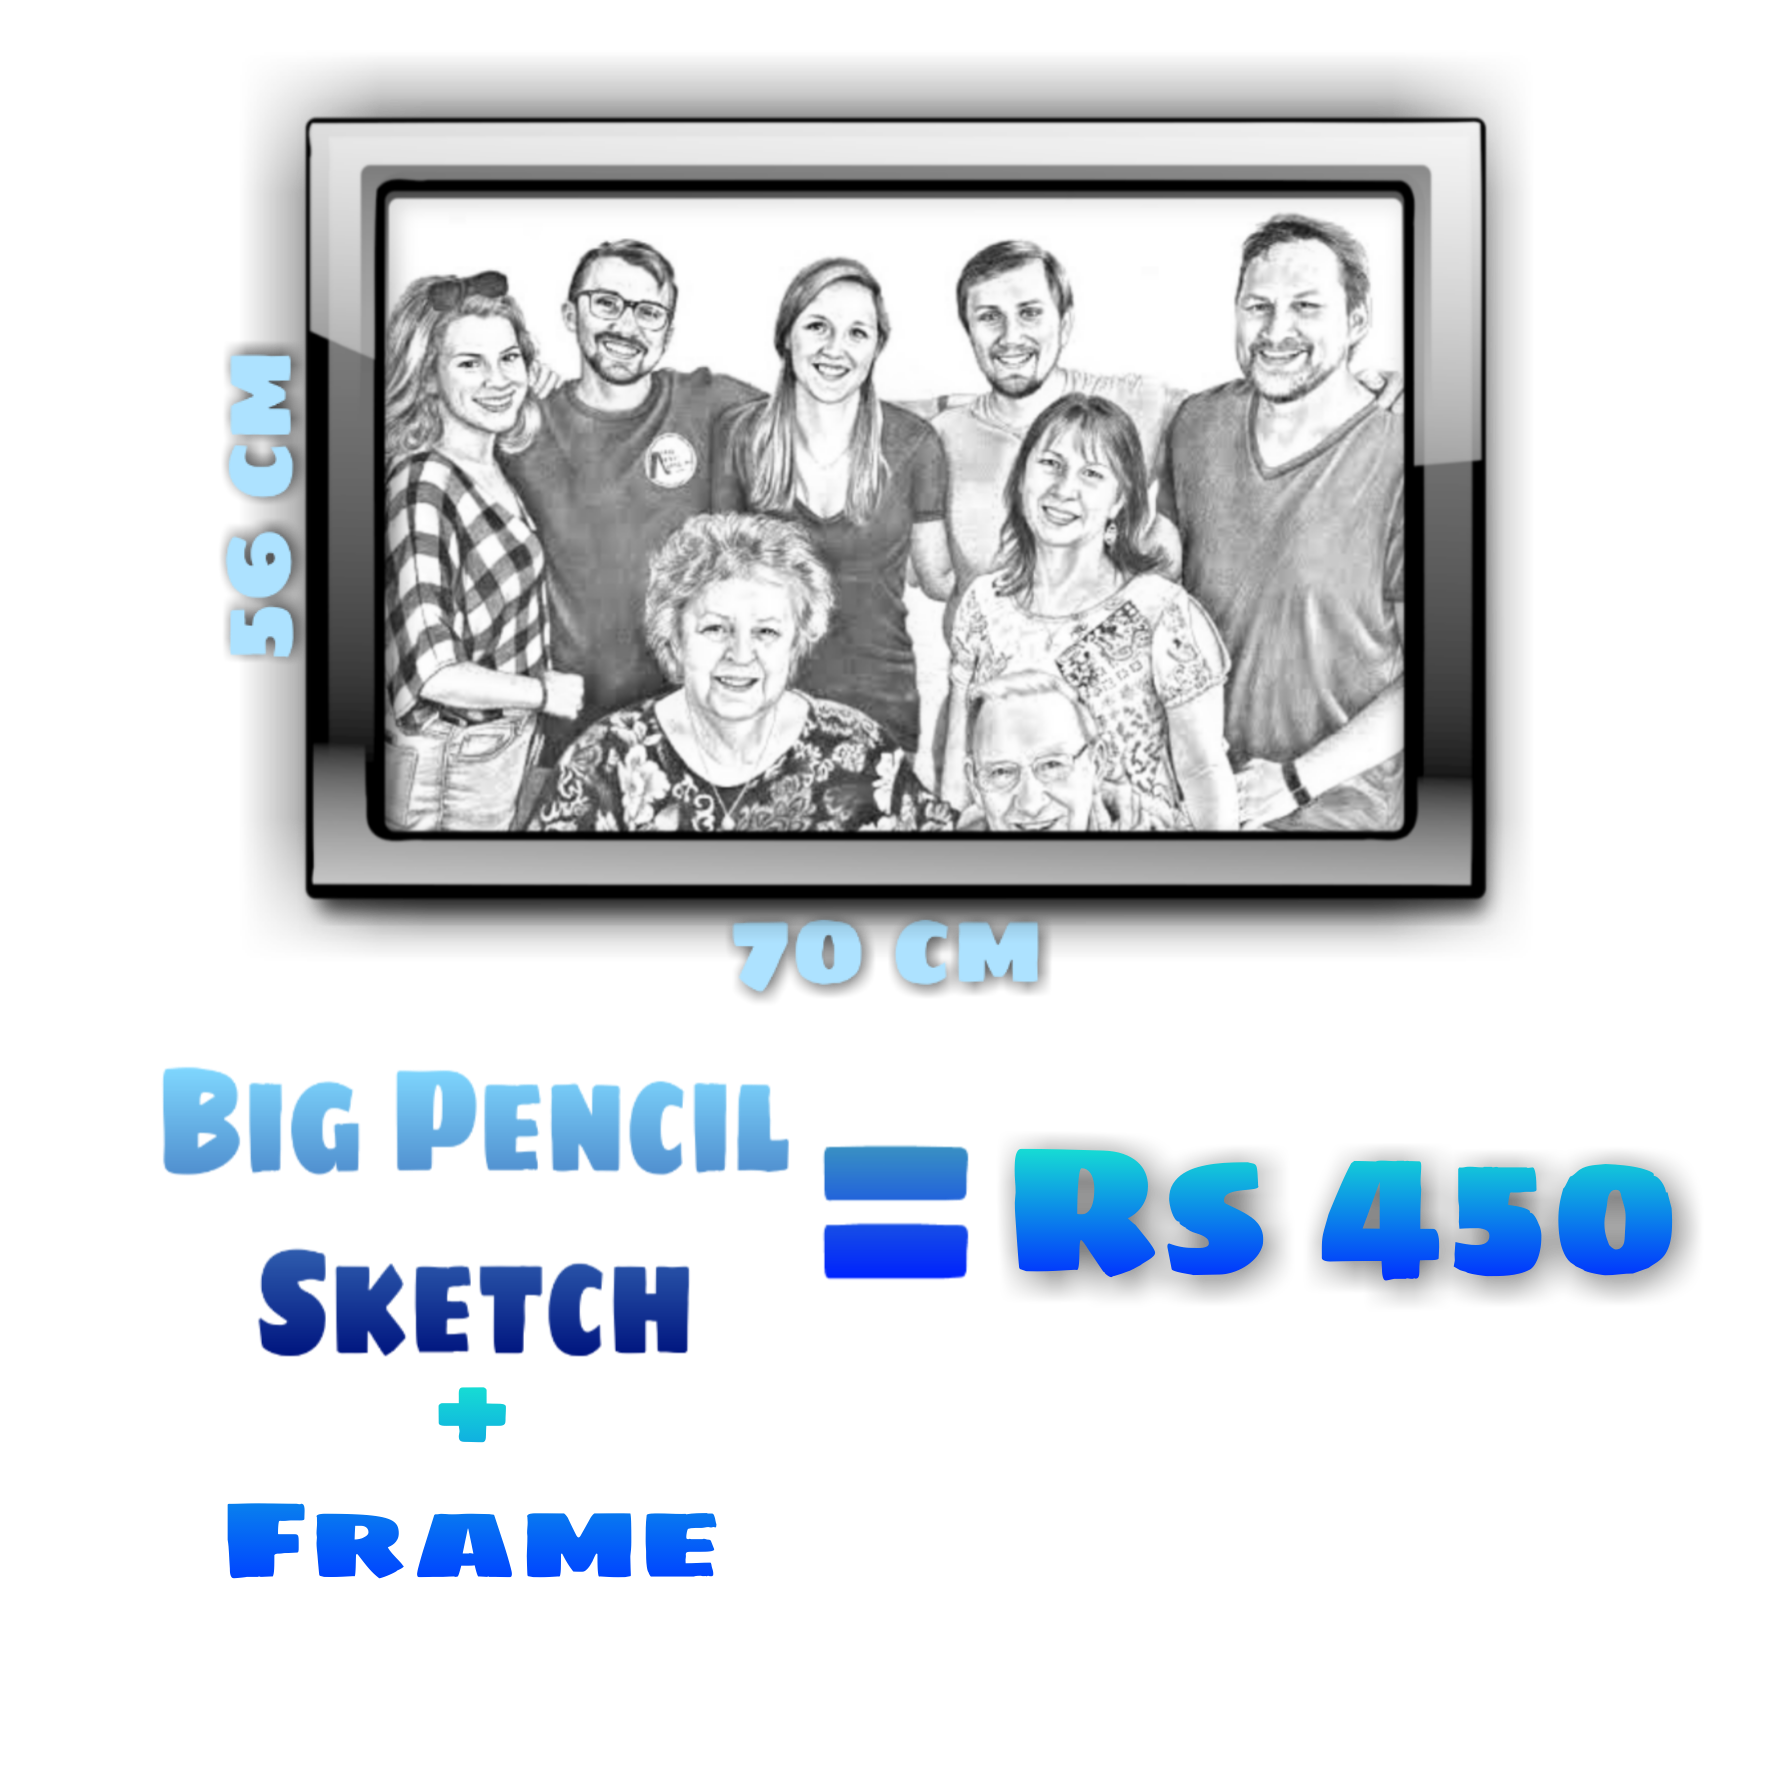 56 CM
70 CM
BIG PENCIL
SKETCH
+
FRAME
= RS 450